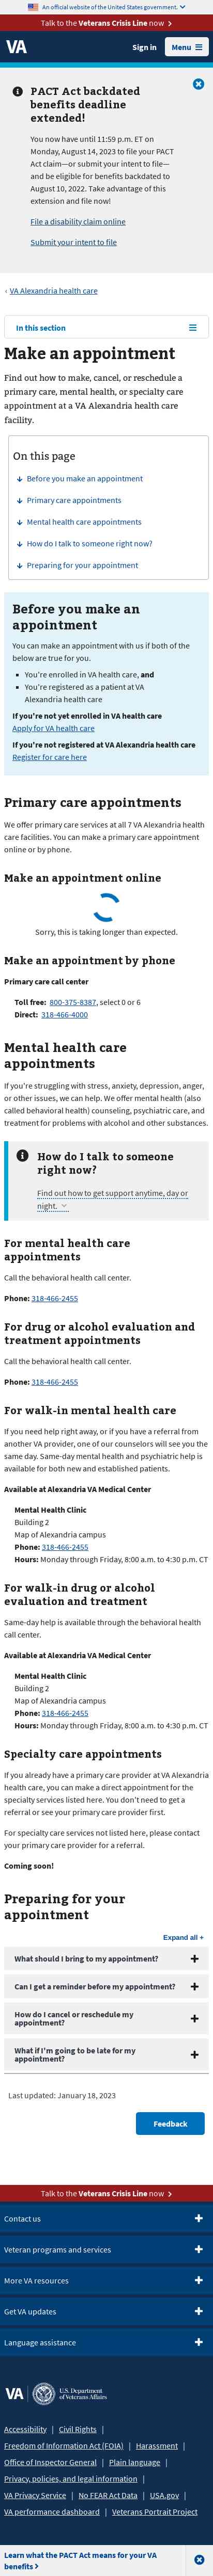 An official website of the United States government.
Talk to the Veterans Crisis Line now
VA
Sign in
Menu
PACT Act backdated
benefits deadline
extended!
You now have until 11:59 p.m. ET on
Monday, August 14, 2023 to file your PACT
Act claim—or submit your intent to file—
and be eligible for benefits backdated to
August 10, 2022. Take advantage of this
extension and file now!
File a disability claim online
Submit your intent to file
‹ VA Alexandria health care
In this section
Make an appointment
Find out how to make, cancel, or reschedule a
primary care, mental health, or specialty care
appointment at a VA Alexandria health care
facility.
On this page
Before you make an appointment
Primary care appointments
Mental health care appointments
How do I talk to someone right now?
Preparing for your appointment
Before you make an
appointment
You can make an appointment with us if both of the
below are true for you.
You're enrolled in VA health care, and
You're registered as a patient at VA
Alexandria health care
If you're not yet enrolled in VA health care
Apply for VA health care
If you're not registered at VA Alexandria health care
Register for care here
Primary care appointments
We offer primary care services at all 7 VA Alexandria health
care facilities. You can make a primary care appointment
online or by phone.
Make an appointment online
Sorry, this is taking longer than expected.
Make an appointment by phone
Primary care call center
Toll free: 800-375-8387, select 0 or 6
Direct: 318-466-4000
Mental health care
appointments
If you're struggling with stress, anxiety, depression, anger,
or other issues, we can help. We offer mental health (also
called behavioral health) counseling, psychiatric care, and
treatment for problems with alcohol and other substances.
How do I talk to someone
right now?
Find out how to get support anytime, day or
night.
For mental health care
appointments
Call the behavorial health call center.
Phone: 318-466-2455
For drug or alcohol evaluation and
treatment appointments
Call the behavorial health call center.
Phone: 318-466-2455
For walk-in mental health care
If you need help right away, or if you have a referral from
another VA provider, one of our counselors will see you the
same day. Same-day mental health and psychiatry help is
available for both new and established patients.
Available at Alexandria VA Medical Center
Mental Health Clinic
Building 2
Map of Alexandria campus
Phone: 318-466-2455
Hours: Monday through Friday, 8:00 a.m. to 4:30 p.m. CT
For walk-in drug or alcohol
evaluation and treatment
Same-day help is available through the behavioral health
call center.
Available at Alexandria VA Medical Center
Mental Health Clinic
Building 2
Map of Alexandria campus
Phone: 318-466-2455
Hours: Monday through Friday, 8:00 a.m. to 4:30 p.m. CT
Specialty care appointments
If you already have a primary care provider at VA Alexandria
health care, you can make a direct appointment for the
specialty services listed here. You don't need to get a
referral or see your primary care provider first.
For specialty care services not listed here, please contact
your primary care provider for a referral.
Coming soon!
Preparing for your
appointment
Expand all +
What should I bring to my appointment?
Can I get a reminder before my appointment?
How do I cancel or reschedule my
appointment?
What if I'm going to be late for my
appointment?
Last updated: January 18, 2023
Feedback
Talk to the Veterans Crisis Line now
Contact us
Veteran programs and services
More VA resources
Get VA updates
Language assistance
VA U.S. Department
of Veterans Affairs
Accessibility | Civil Rights |
Freedom of Information Act (FOIA) | Harassment |
Office of Inspector General | Plain language |
Privacy, policies, and legal information |
VA Privacy Service | No FEAR Act Data | USA.gov |
VA performance dashboard | Veterans Portrait Project
Learn what the PACT Act means for your VA
benefits